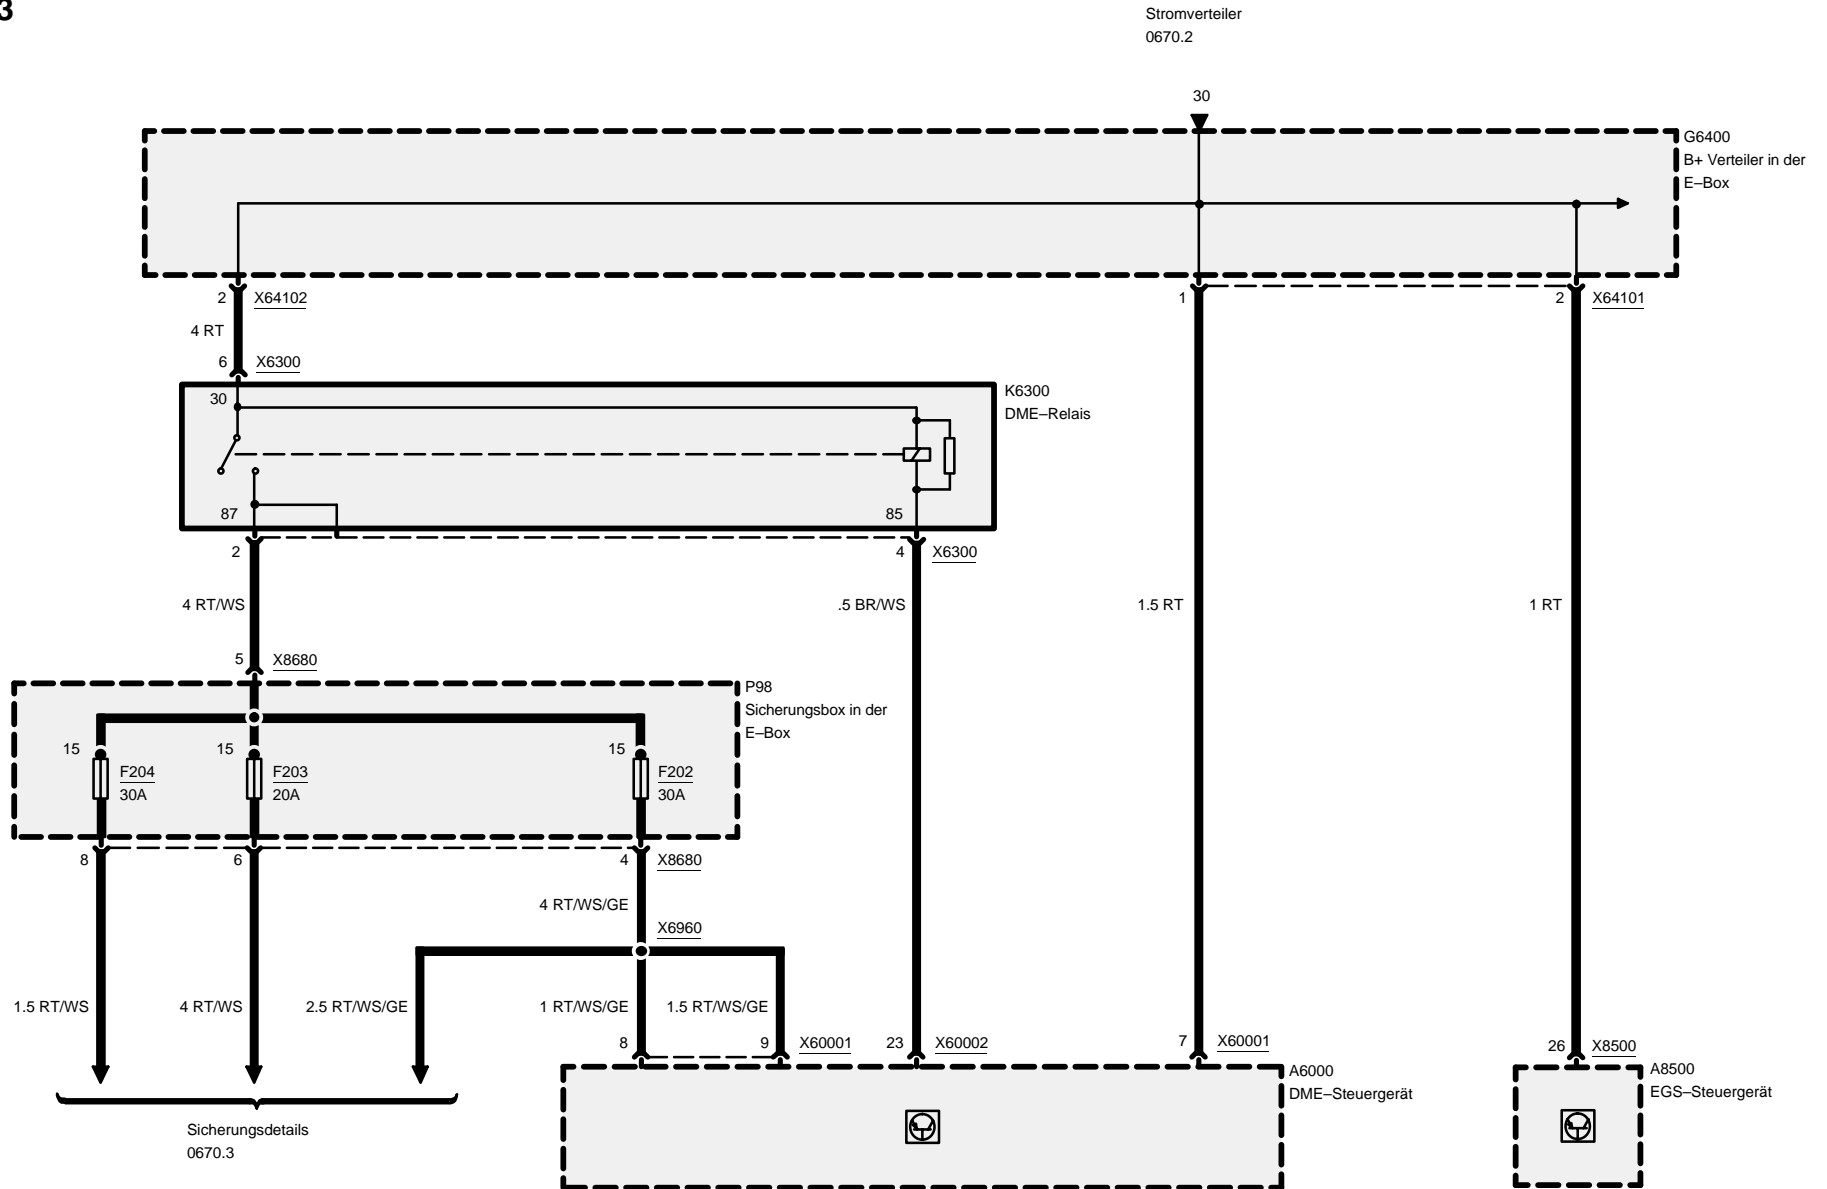 3
Stromverteiler
0670.2
30
G6400
B+ Verteiler in der
E–Box
2 X64102
1
2 X64101
4 RT
6 X6300
30
K6300
DME–Relais
87
85
2
4 X6300
4 RT/WS
.5 BR/WS
1.5 RT
1 RT
5 X8680
P98
Sicherungsbox in der
E–Box
15
15
15
F204
30A
F203
20A
F202
30A
8
6
4 X8680
4 RT/WS/GE
X6960
1.5 RT/WS
4 RT/WS
2.5 RT/WS/GE
1 RT/WS/GE
1.5 RT/WS/GE
8
9 X60001
23 X60002
7 X60001
26 X8500
A6000
DME–Steuergerät
A8500
EGS–Steuergerät
Sicherungsdetails
0670.3